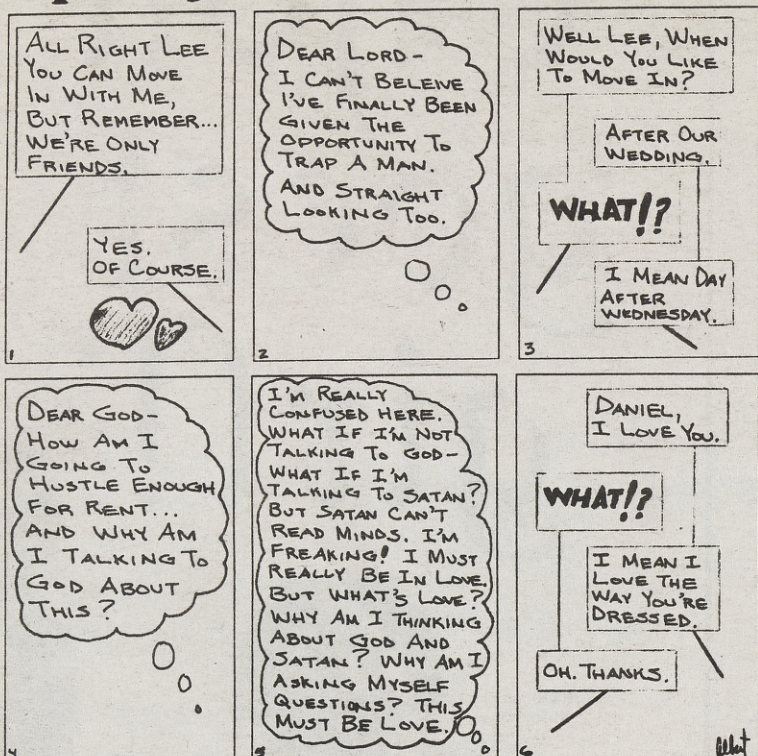 ALL RIGHT LEE
YOU CAN MOVE
IN WITH ME,
BUT REMEMBER...
WE'RE ONLY
FRIENDS.
YES.
OF COURSE.
1
DEAR LORD-
I CAN'T BELEIVE
I'VE FINALLY BEEN
GIVEN THE
OPPORTUNITY TO
TRAP A MAN.
AND STRAIGHT
LOOKING TOO.
2
WELL LEE, WHEN
WOULD YOU LIKE
TO MOVE IN?
AFTER OUR
WEDDING.
WHAT!?
I MEAN DAY
AFTER
WEDNESDAY.
3
DEAR GOD-
HOW AM I
GOING TO
HUSTLE ENOUGH
FOR RENT...
AND WHY AM
I TALKING TO
GOD ABOUT
THIS?
4
I'M REALLY
CONFUSED HERE.
WHAT IF I'M NOT
TALKING TO GOD-
WHAT IF I'M
TALKING TO SATAN?
BUT SATAN CAN'T
READ MINDS. I'M
FREAKING! I MUST
REALLY BE IN LOVE.
BUT WHAT'S LOVE?
WHY AM I THINKING
ABOUT GOD AND
SATAN? WHY AM I
ASKING MYSELF
QUESTIONS? THIS
MUST BE LOVE.
5
DANIEL,
I LOVE YOU.
WHAT!?
I MEAN I
LOVE THE
WAY YOU'RE
DRESSED.
OH. THANKS.
6